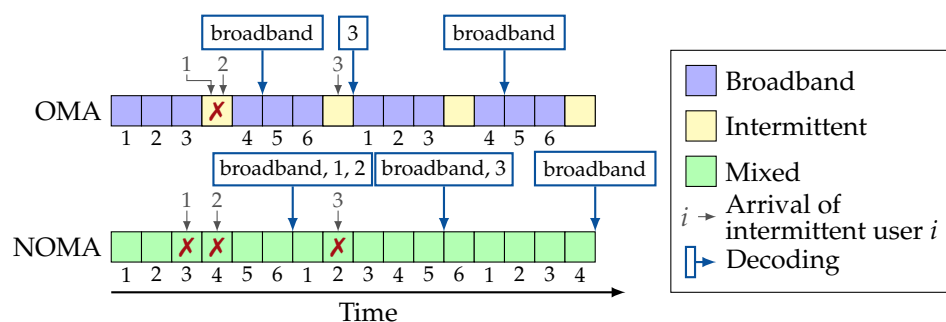 broadband 3 broadband
1 2 3
OMA ✗
1 2 3 4 5 6 1 2 3 4 5 6
broadband, 1, 2 broadband, 3 broadband
1 2 3
NOMA ✗ ✗ ✗
1 2 3 4 5 6 1 2 3 4 5 6 1 2 3 4
Time
Broadband
Intermittent
Mixed
i Arrival of
intermittent user i
Decoding